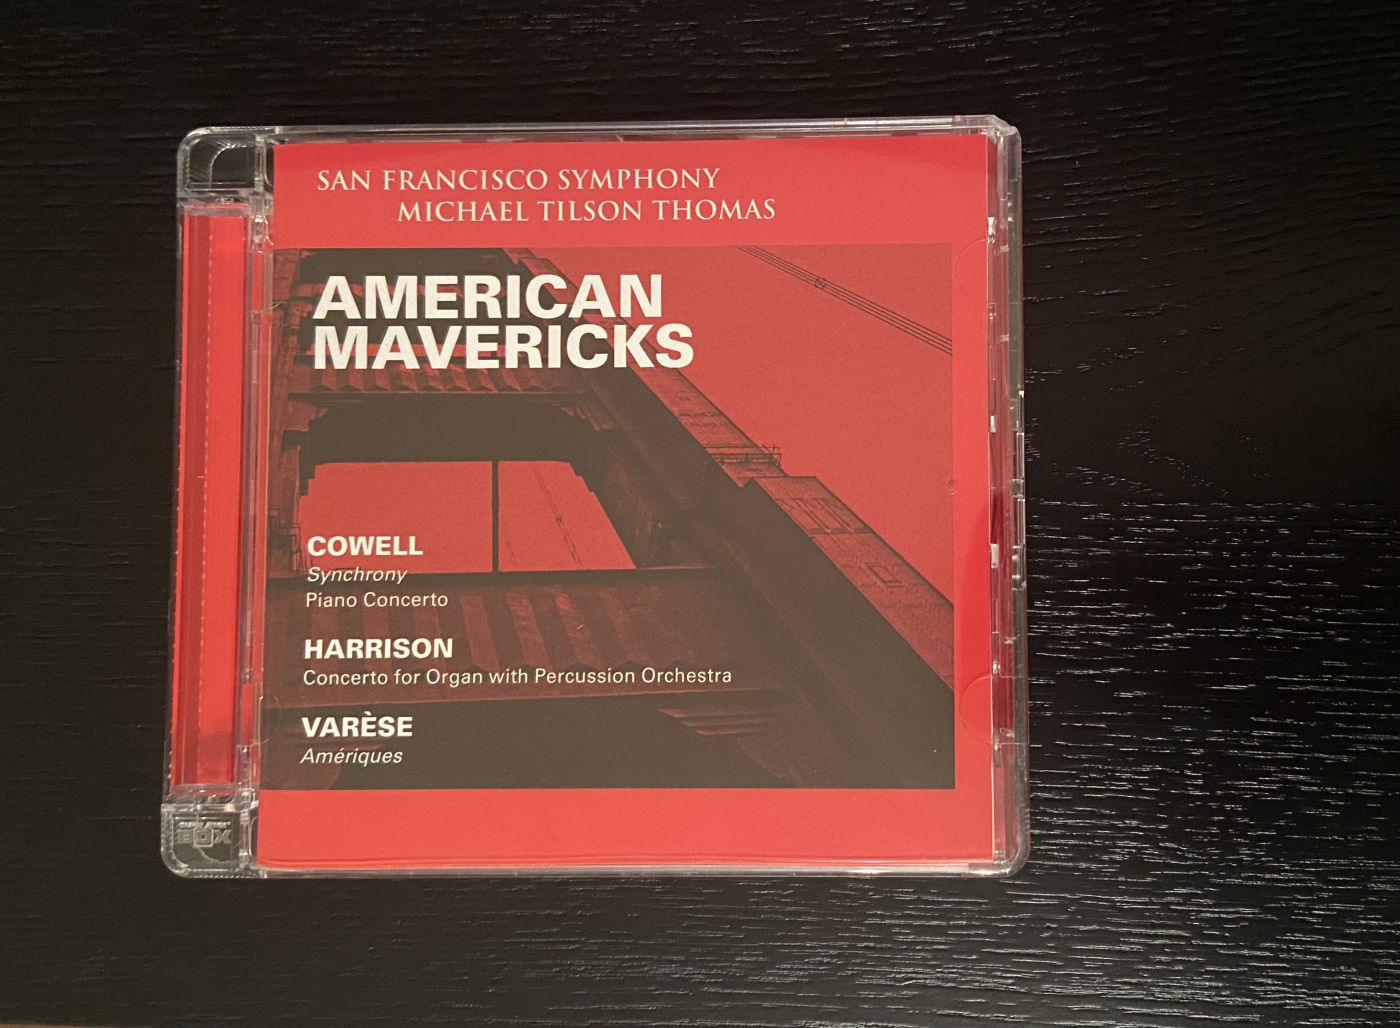 SAN FRANCISCO SYMPHONY
MICHAEL TILSON THOMAS
AMERICAN
MAVERICKS
COWELL
Synchrony
Piano Concerto
HARRISON
Concerto for Organ with Percussion Orchestra
VARÈSE
Amériques